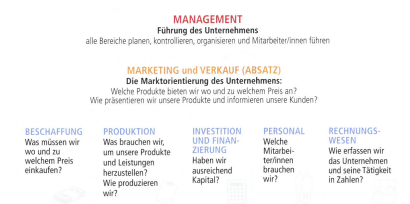 MANAGEMENT
Führung des Unternehmens
alle Bereiche planen, kontrollieren, organisieren und Mitarbeiter/innen führen
MARKETING und VERKAUF (ABSATZ)
Die Marktorientierung des Unternehmens:
Welche Produkte bieten wir wo und zu welchem Preis an?
Wie präsentieren wir unsere Produkte und informieren unsere Kunden?
BESCHAFFUNG
Was müssen wir
wo und zu
welchem Preis
einkaufen?
PRODUKTION
Was brauchen wir,
um unsere Produkte
und Leistungen
herzustellen?
Wie produzieren
wir?
INVESTITION
UND FINAN-
ZIERUNG
Haben wir
ausreichend
Kapital?
PERSONAL
Welche
Mitarbei-
ter/innen
brauchen
wir?
RECHNUNGS-
WESEN
Wie erfassen wir
das Unternehmen
und seine Tätigkeit
in Zahlen?